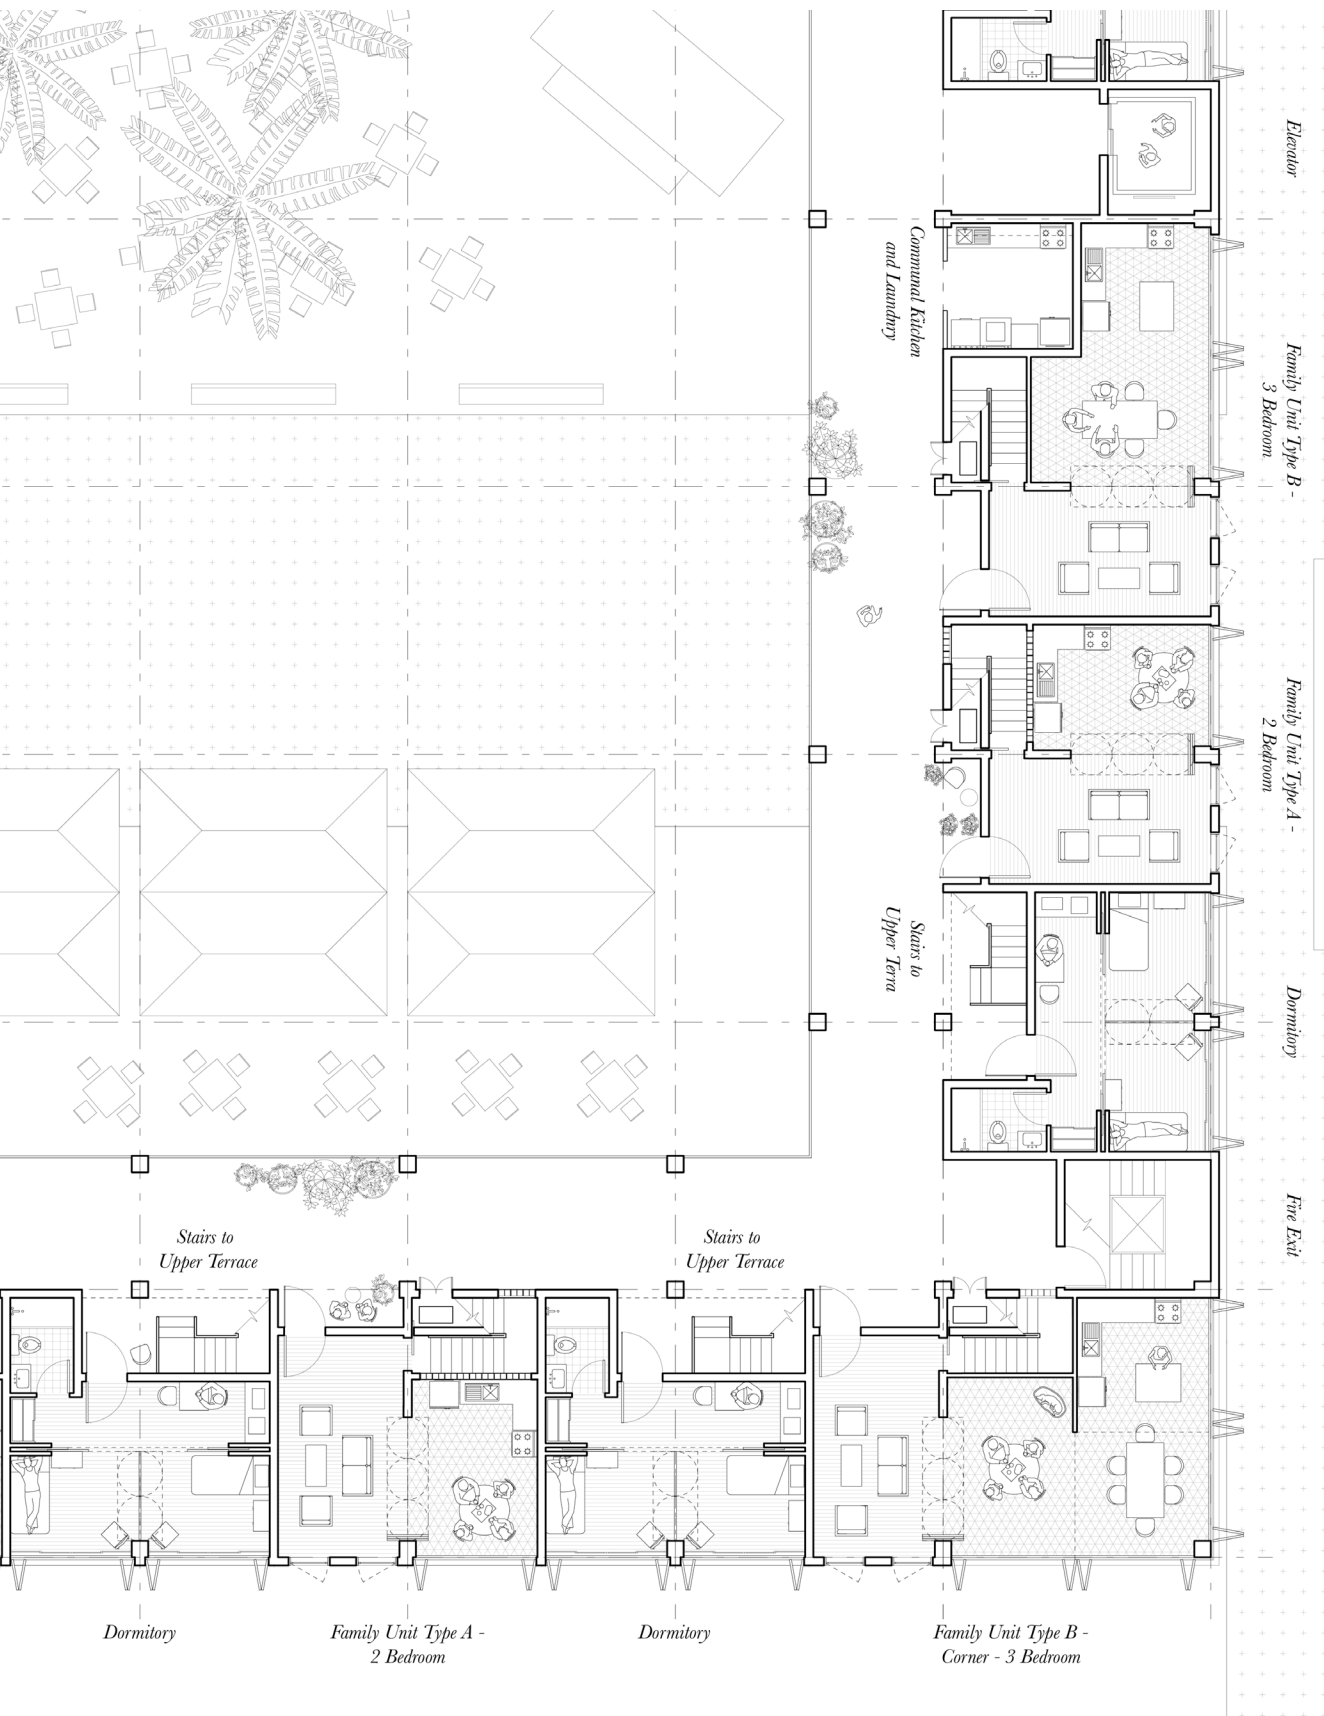 Elevator
Communal Kitchen
and Laundnry
Family Unit Type B -
3 Bedroom
Family Unit Type A -
2 Bedroom
Stairs to
Upper Terra
Dormitory
Fire Exit
Stairs to
Upper Terrace
Stairs to
Upper Terrace
Dormitory
Family Unit Type A -
2 Bedroom
Dormitory
Family Unit Type B -
Corner - 3 Bedroom